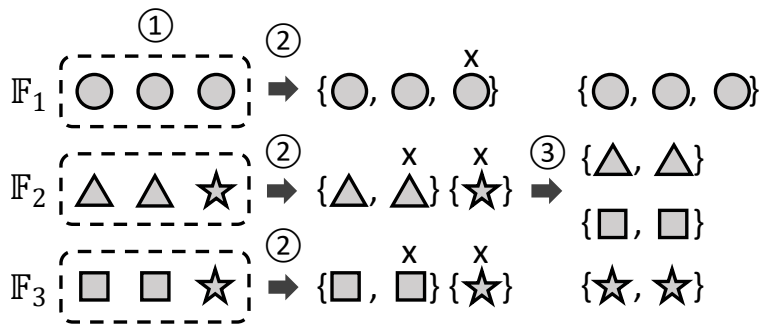 ① ②
x
𝔽1 { , , } { , , }
② x x ③
𝔽2 { , } { } { , }
{ , }
② x x
𝔽3 { , } { } { , }